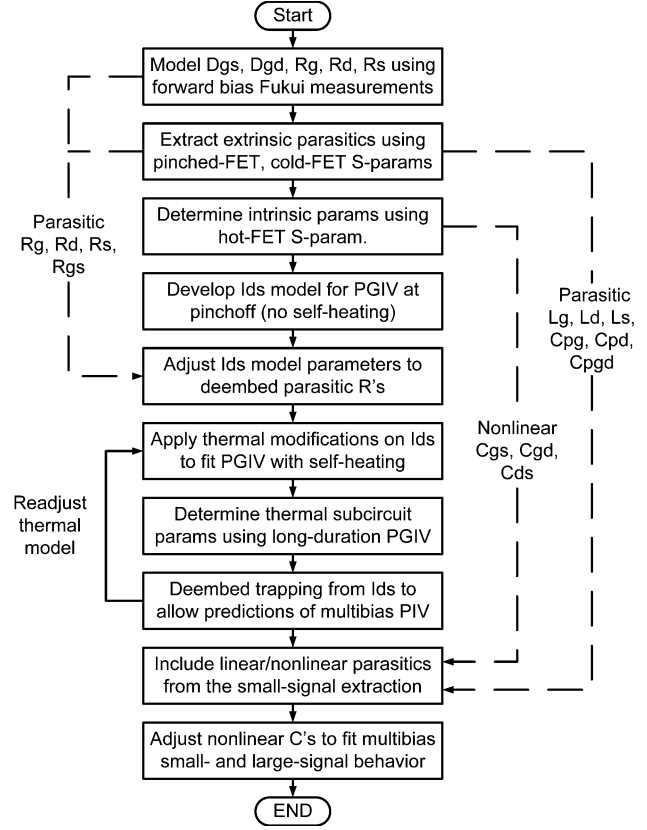 Start
Model Dgs, Dgd, Rg, Rd, Rs using
forward bias Fukui measurements
Extract extrinsic parasitics using
pinched-FET, cold-FET S-params
Determine intrinsic params using
hot-FET S-param.
Parasitic
Rg, Rd, Rs,
Rgs
Develop Ids model for PGIV at
pinchoff (no self-heating)
Parasitic
Lg, Ld, Ls,
Cpg, Cpd,
Cpgd
Adjust Ids model parameters to
deembed parasitic R's
Apply thermal modifications on Ids
to fit PGIV with self-heating
Nonlinear
Cgs, Cgd,
Cds
Readjust
thermal
model
Determine thermal subcircuit
params using long-duration PGIV
Deembed trapping from Ids to
allow predictions of multibias PIV
Include linear/nonlinear parasitics
from the small-signal extraction
Adjust nonlinear C's to fit multibias
small- and large-signal behavior
END